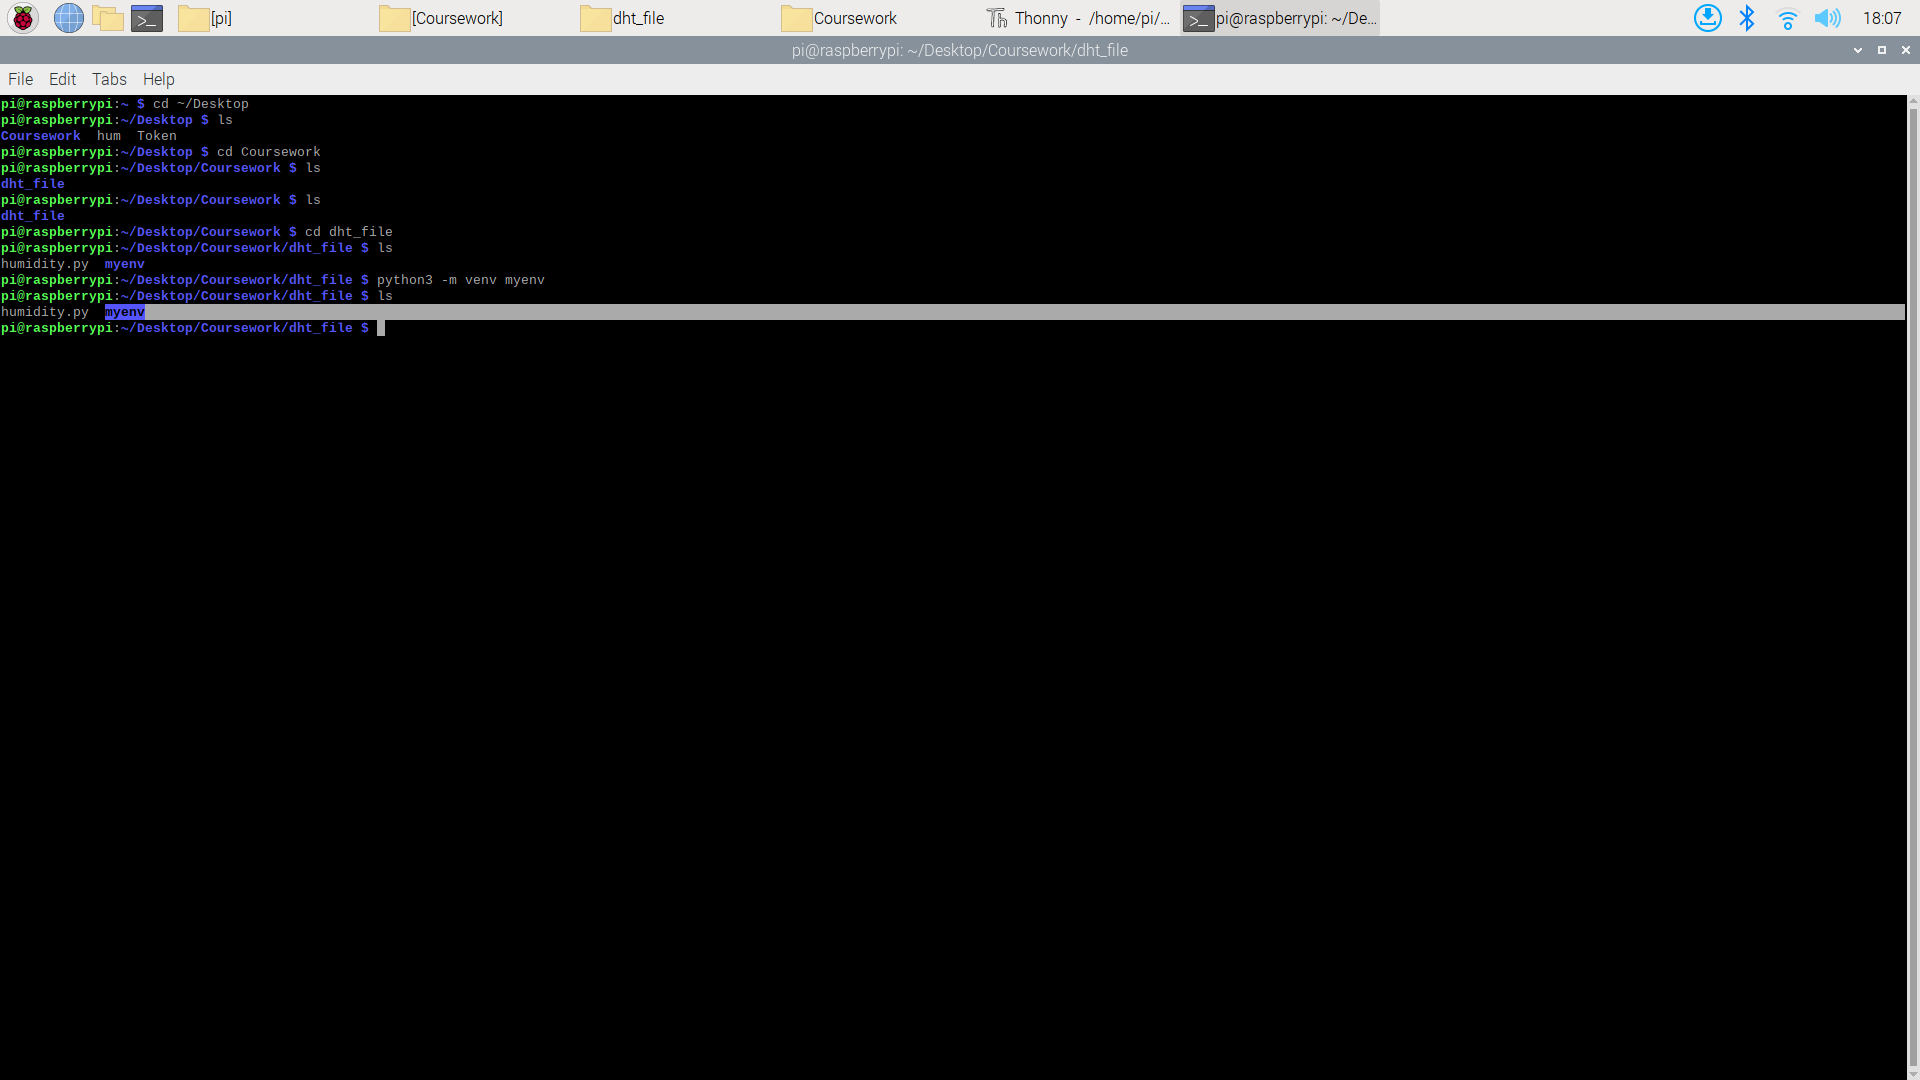 [pi] [Coursework] dht_file Coursework Thonny - /home/pi/... pi@raspberrypi: ~/De... 18:07
pi@raspberrypi: ~/Desktop/Coursework/dht_file
File Edit Tabs Help
pi@raspberrypi:~ $ cd ~/Desktop
pi@raspberrypi:~/Desktop $ ls
Coursework  hum  Token
pi@raspberrypi:~/Desktop $ cd Coursework
pi@raspberrypi:~/Desktop/Coursework $ ls
dht_file
pi@raspberrypi:~/Desktop/Coursework $ ls
dht_file
pi@raspberrypi:~/Desktop/Coursework $ cd dht_file
pi@raspberrypi:~/Desktop/Coursework/dht_file $ ls
humidity.py  myenv
pi@raspberrypi:~/Desktop/Coursework/dht_file $ python3 -m venv myenv
pi@raspberrypi:~/Desktop/Coursework/dht_file $ ls
humidity.py  myenv
pi@raspberrypi:~/Desktop/Coursework/dht_file $